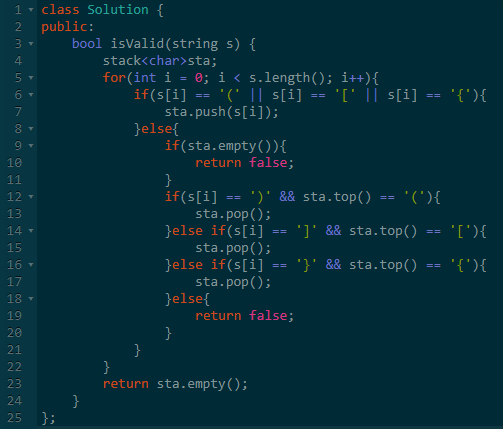 1 class Solution {
2 public:
3     bool isValid(string s) {
4         stack<char>sta;
5         for(int i = 0; i < s.length(); i++){
6             if(s[i] == '(' || s[i] == '[' || s[i] == '{'){
7                 sta.push(s[i]);
8             }else{
9                 if(sta.empty()){
10                     return false;
11                 }
12                 if(s[i] == ')' && sta.top() == '('){
13                     sta.pop();
14                 }else if(s[i] == ']' && sta.top() == '['){
15                     sta.pop();
16                 }else if(s[i] == '}' && sta.top() == '{'){
17                     sta.pop();
18                 }else{
19                     return false;
20                 }
21             }
22         }
23         return sta.empty();
24     }
25 };